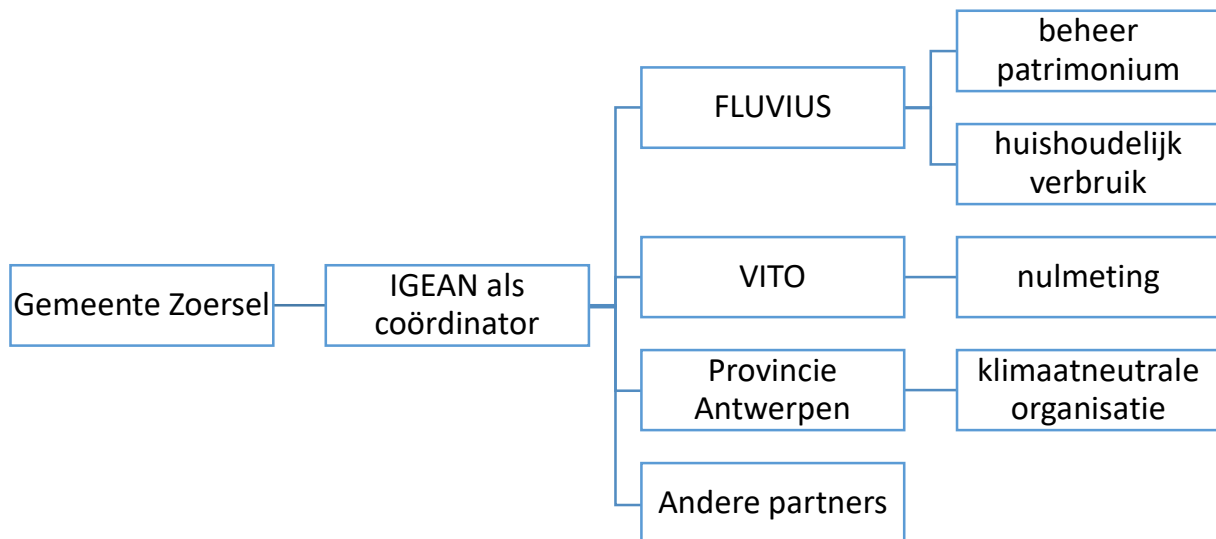 beheer
patrimonium
FLUVIUS
huishoudelijk
verbruik
Gemeente Zoersel
IGEAN als
coördinator
VITO
nulmeting
Provincie
Antwerpen
klimaatneutrale
organisatie
Andere partners